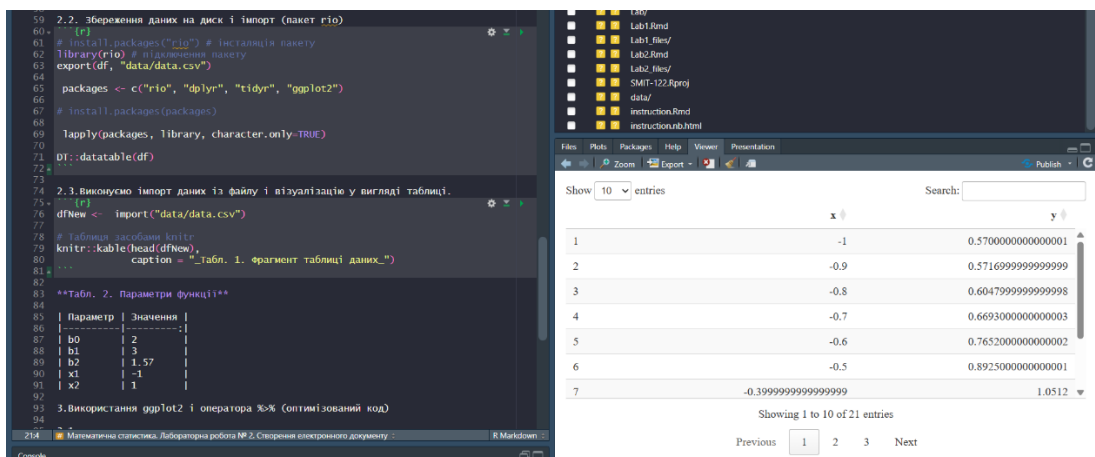 59 2.2. Збереження даних на диск і імпорт (пакет rio)
60 ```{r}
61 # install.packages("rio") # інсталяція пакету
62 library(rio) # підключення пакету
63 export(df, "data/data.csv")
64
65 packages <- c("rio", "dplyr", "tidyr", "ggplot2")
66
67 # install.packages(packages)
68
69 lapply(packages, library, character.only=TRUE)
70
71 DT::datatable(df)
72 ```
73
74 2.3.Виконуємо імпорт даних із файлу і візуалізацію у вигляді таблиці.
75 ```{r}
76 dfNew <- import("data/data.csv")
77
78 # Таблиця засобами knitr
79 knitr::kable(head(dfNew),
80 caption = "_Табл. 1. Фрагмент таблиці даних_")
81 ```
82
83 **Табл. 2. Параметри функції**
84
85 | Параметр | Значення |
86 |----------|---------:|
87 | b0 | 2 |
88 | b1 | 3 |
89 | b2 | 1.57 |
90 | x1 | -1 |
91 | x2 | 1 |
92
93 3.Використання ggplot2 і оператора %>% (оптимізований код)
94
21:4 # Математична статистика. Лабораторна робота № 2. Створення електронного документу R Markdown
Console
Lab/
Lab1.Rmd
Lab1_files/
Lab2.Rmd
Lab2_files/
SMIT-122.Rproj
data/
instruction.Rmd
instruction.nb.html
Files Plots Packages Help Viewer Presentation
Zoom Export Publish
Show 10 entries Search:
x y
1 -1 0.5700000000000001
2 -0.9 0.5716999999999999
3 -0.8 0.6047999999999998
4 -0.7 0.6693000000000003
5 -0.6 0.7652000000000002
6 -0.5 0.8925000000000001
7 -0.3999999999999999 1.0512
Showing 1 to 10 of 21 entries
Previous 1 2 3 Next